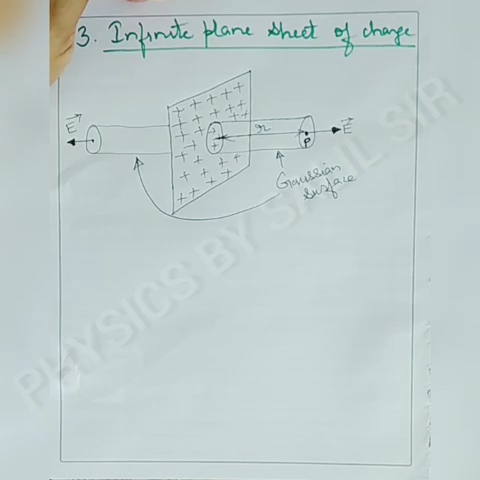 3. Infinite plane sheet of charge
E
r
P
E
Gaussian
surface
PHYSICS BY SAHIL SIR